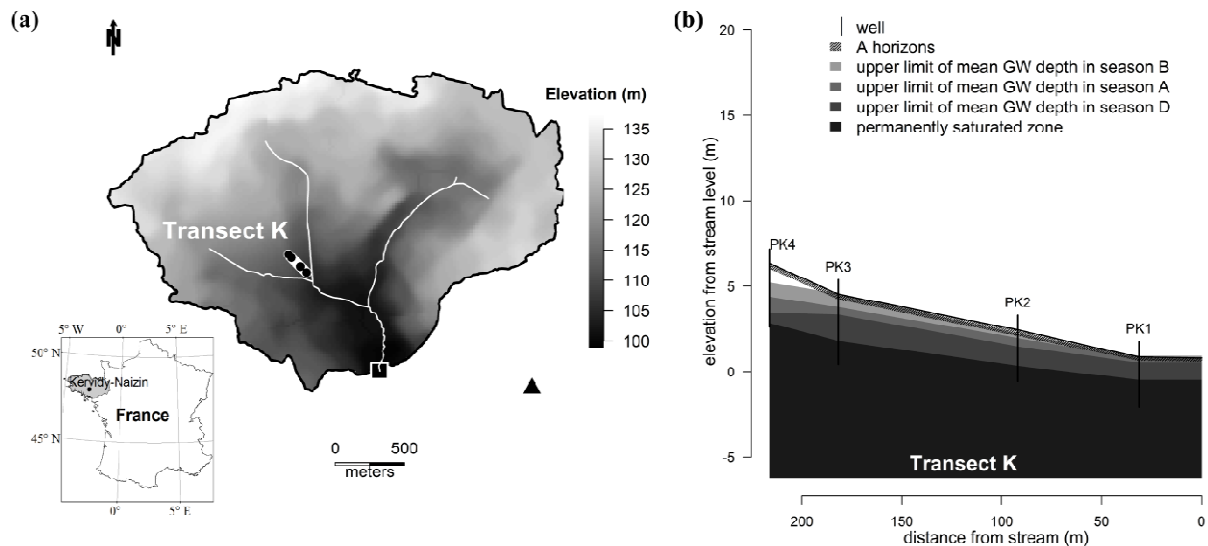 (a)
N
Elevation (m)
135
130
125
120
115
110
105
100
Transect K
5° W 0° 5° E
50° N
Kervidy-Naizin
France
45° N
0° 5° E
0 500
meters
(b)
well
A horizons
upper limit of mean GW depth in season B
upper limit of mean GW depth in season A
upper limit of mean GW depth in season D
permanently saturated zone
elevation from stream level (m)
20
15
10
5
0
-5
PK4
PK3
PK2
PK1
Transect K
200 150 100 50 0
distance from stream (m)